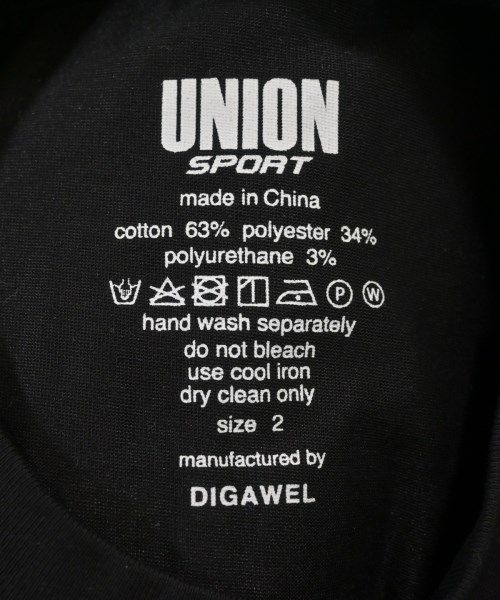 UNION
SPORT
made in China
cotton 63% polyester 34%
polyurethane 3%
P W
hand wash separately
do not bleach
use cool iron
dry clean only
size 2
manufactured by
DIGAWEL